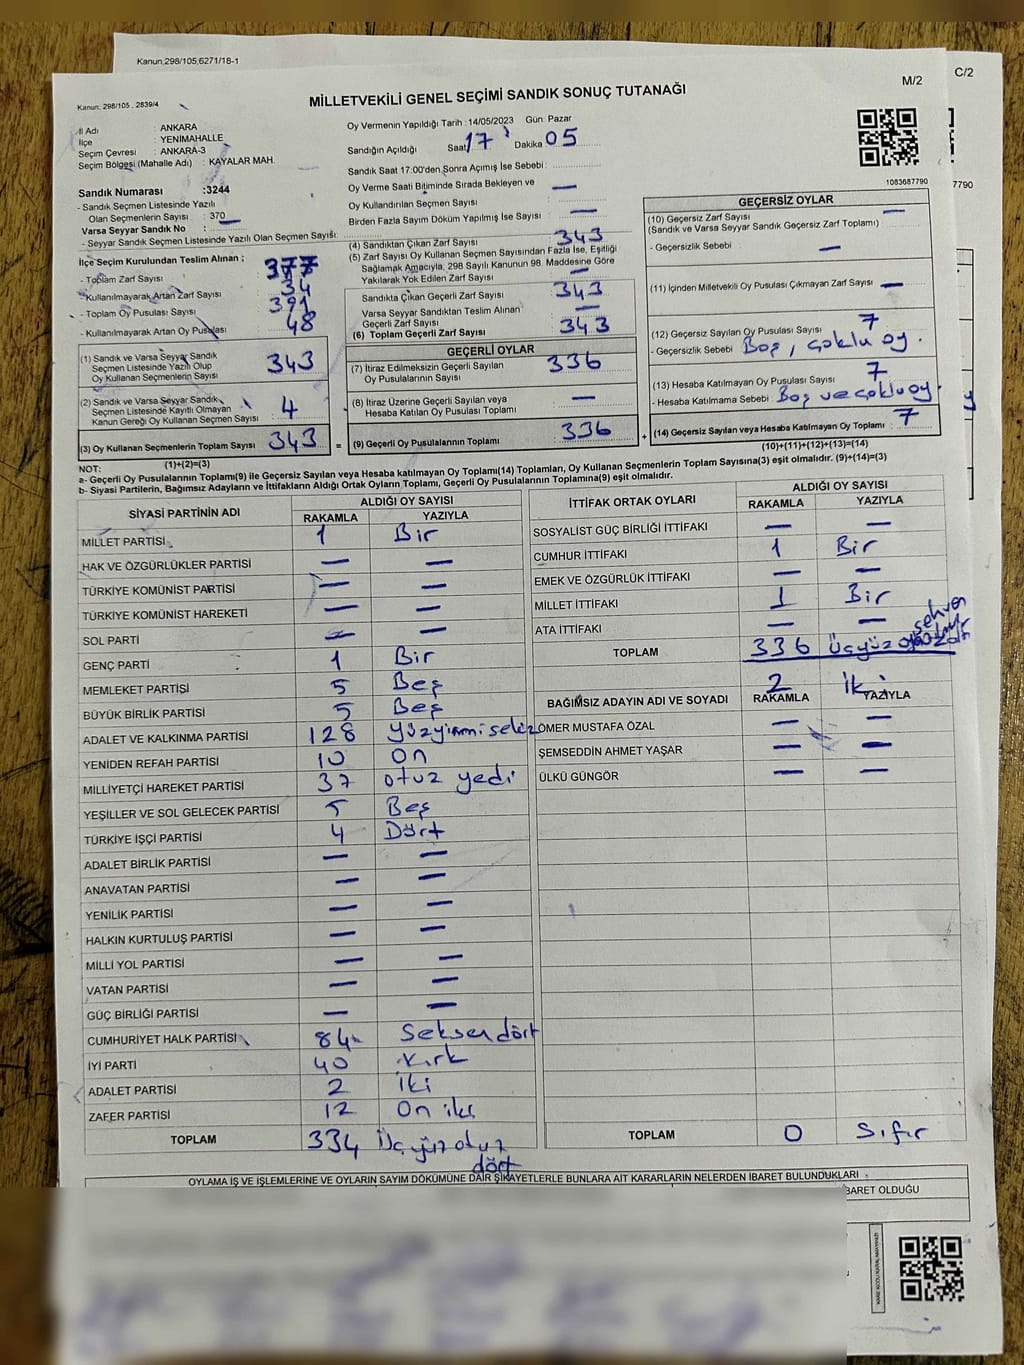 Kanun.298/105,6271/18-1
C/2
Kanun. 298/105 , 2839/4
M/2
MİLLETVEKİLİ GENEL SEÇİMİ SANDIK SONUÇ TUTANAĞI
İl Adı : ANKARA
İlçe : YENİMAHALLE
Seçim Çevresi : ANKARA-3
Seçim Bölgesi (Mahalle Adı) : KAYALAR MAH.
Sandık Numarası :3244
- Sandık Seçmen Listesinde Yazılı
Olan Seçmenlerin Sayısı : 370
Varsa Seyyar Sandık No : —
- Seyyar Sandık Seçmen Listesinde Yazılı Olan Seçmen Sayısı:
İlçe Seçim Kurulundan Teslim Alınan ;
- Toplam Zarf Sayısı 377
- Kullanılmayarak Artan Zarf Sayısı 34
- Toplam Oy Pusulası Sayısı 391
- Kullanılmayarak Artan Oy Pusulası 48
(1) Sandık ve Varsa Seyyar Sandık
Seçmen Listesinde Yazılı Olup
Oy Kullanan Seçmenlerin Sayısı 343
(2) Sandık ve Varsa Seyyar Sandık
Seçmen Listesinde Kayıtlı Olmayan
Kanun Gereği Oy Kullanan Seçmen Sayısı 4
(3) Oy Kullanan Seçmenlerin Toplam Sayısı 343 =
(1)+(2)=(3)
Oy Vermenin Yapıldığı Tarih : 14/05/2023 Gün: Pazar
Sandığın Açıldığı Saat 17 Dakika 05
Sandık Saat 17:00'den Sonra Açımış İse Sebebi:
Oy Verme Saati Bitiminde Sırada Bekleyen ve —
Oy Kullandırılan Seçmen Sayısı
Birden Fazla Sayım Döküm Yapılmış İse Sayısı —
(4) Sandıktan Çıkan Zarf Sayısı 343
(5) Zarf Sayısı Oy Kullanan Seçmen Sayısından Fazla İse, Eşitliği
Sağlamak Amacıyla, 298 Sayılı Kanunun 98. Maddesine Göre
Yakılarak Yok Edilen Zarf Sayısı —
Sandıkta Çıkan Geçerli Zarf Sayısı 343
Varsa Seyyar Sandıktan Teslim Alınan
Geçerli Zarf Sayısı —
(6) Toplam Geçerli Zarf Sayısı 343
GEÇERLİ OYLAR
(7) İtiraz Edilmeksizin Geçerli Sayılan
Oy Pusulalarının Sayısı 336
(8) İtiraz Üzerine Geçerli Sayılan veya
Hesaba Katılan Oy Pusulası Toplamı —
(9) Geçerli Oy Pusulalarının Toplamı 336 +
1083687790
7790
GEÇERSİZ OYLAR
(10) Geçersiz Zarf Sayısı —
(Sandık ve Varsa Seyyar Sandık Geçersiz Zarf Toplamı)
- Geçersizlik Sebebi —
(11) İçinden Milletvekili Oy Pusulası Çıkmayan Zarf Sayısı —
(12) Geçersiz Sayılan Oy Pusulası Sayısı 7
- Geçersizlik Sebebi Boş, çoklu oy.
(13) Hesaba Katılmayan Oy Pusulası Sayısı 7
- Hesaba Katılmama Sebebi Boş ve çoklu oy
(14) Geçersiz Sayılan veya Hesaba Katılmayan Oy Toplamı 7
(10)+(11)+(12)+(13)=(14)
NOT:
a- Geçerli Oy Pusulalarının Toplamı(9) ile Geçersiz Sayılan veya Hesaba katılmayan Oy Toplamı(14) Toplamları, Oy Kullanan Seçmenlerin Toplam Sayısına(3) eşit olmalıdır. (9)+(14)=(3)
b- Siyasi Partilerin, Bağımsız Adayların ve İttifakların Aldığı Ortak Oyların Toplamı, Geçerli Oy Pusulalarının Toplamına(9) eşit olmalıdır.
SİYASİ PARTİNİN ADI ALDIĞI OY SAYISI
RAKAMLA YAZIYLA
MİLLET PARTİSİ 1 Bir
HAK VE ÖZGÜRLÜKLER PARTİSİ — —
TÜRKİYE KOMÜNİST PARTİSİ — —
TÜRKİYE KOMÜNİST HAREKETİ — —
SOL PARTİ — —
GENÇ PARTİ 1 Bir
MEMLEKET PARTİSİ 5 Beş
BÜYÜK BİRLİK PARTİSİ 5 Beş
ADALET VE KALKINMA PARTİSİ 128 Yüzyirmisekiz
YENİDEN REFAH PARTİSİ 10 On
MİLLİYETÇİ HAREKET PARTİSİ 37 otuz yedi
YEŞİLLER VE SOL GELECEK PARTİSİ 5 Beş
TÜRKİYE İŞÇİ PARTİSİ 4 Dört
ADALET BİRLİK PARTİSİ — —
ANAVATAN PARTİSİ — —
YENİLİK PARTİSİ — —
HALKIN KURTULUŞ PARTİSİ — —
MİLLİ YOL PARTİSİ — —
VATAN PARTİSİ — —
GÜÇ BİRLİĞİ PARTİSİ — —
CUMHURİYET HALK PARTİSİ 84 Seksendört
İYİ PARTİ 40 Kırk
ADALET PARTİSİ 2 İki
ZAFER PARTİSİ 12 On iki
TOPLAM 334 Üçyüz otuz
dört
İTTİFAK ORTAK OYLARI ALDIĞI OY SAYISI
RAKAMLA YAZIYLA
SOSYALİST GÜÇ BİRLİĞİ İTTİFAKI — —
CUMHUR İTTİFAKI 1 Bir
EMEK VE ÖZGÜRLÜK İTTİFAKI — —
MİLLET İTTİFAKI 1 Bir
ATA İTTİFAKI — —
sehven
TOPLAM 336 Üçyüz
2 İki
BAĞIMSIZ ADAYIN ADI VE SOYADI RAKAMLA YAZIYLA
ÖMER MUSTAFA ÖZAL — —
ŞEMSEDDİN AHMET YAŞAR — —
ÜLKÜ GÜNGÖR — —
TOPLAM 0 Sıfır
OYLAMA İŞ VE İŞLEMLERİNE VE OYLARIN SAYIM DÖKÜMÜNE DAİR ŞİKAYETLERLE BUNLARA AİT KARARLARIN NELERDEN İBARET BULUNDUKLARI
BARET OLDUĞU